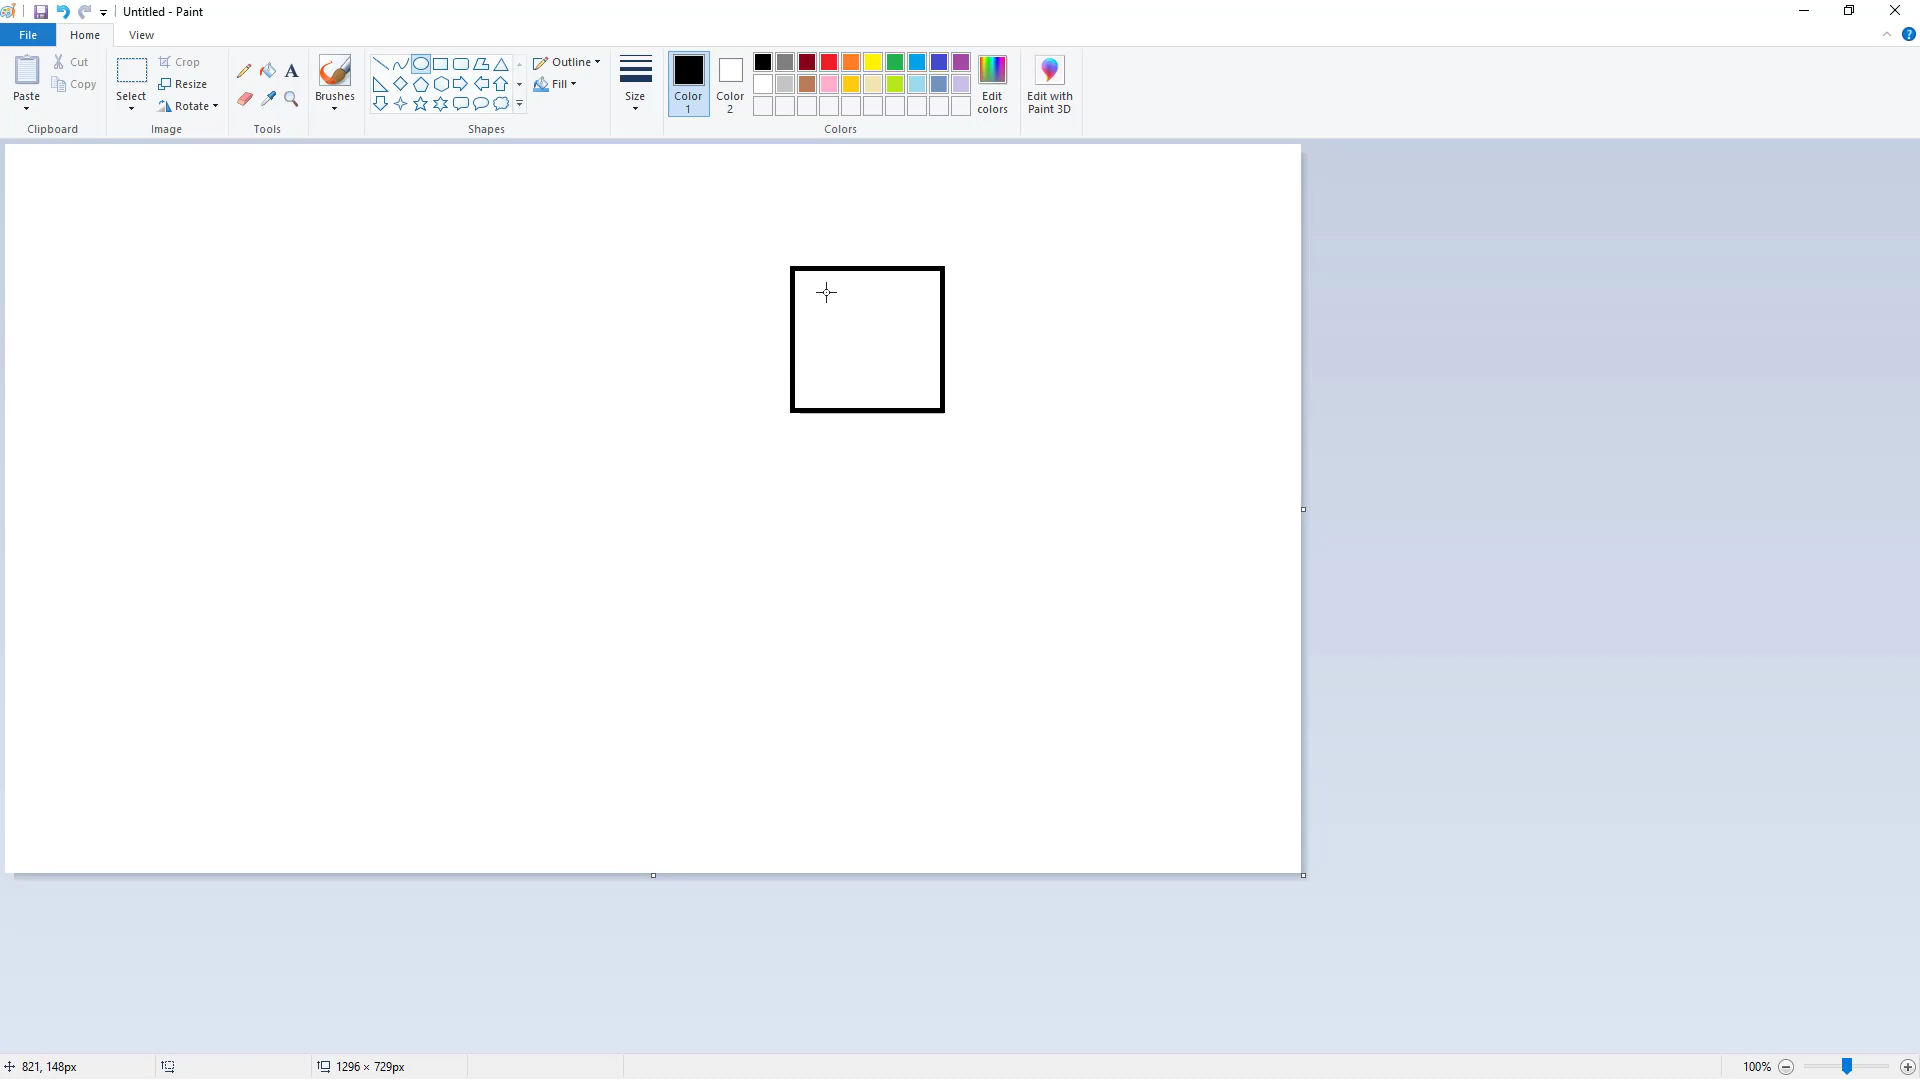 Untitled - Paint
File Home View
Paste
Cut
Copy
Clipboard
Select
Crop
Resize
Rotate
Image
A
Tools
Brushes
Shapes
Outline
Fill
Size
Color
1
Color
2
Colors
Edit
colors
Edit with
Paint 3D
?
821, 148px
1296 × 729px
100%